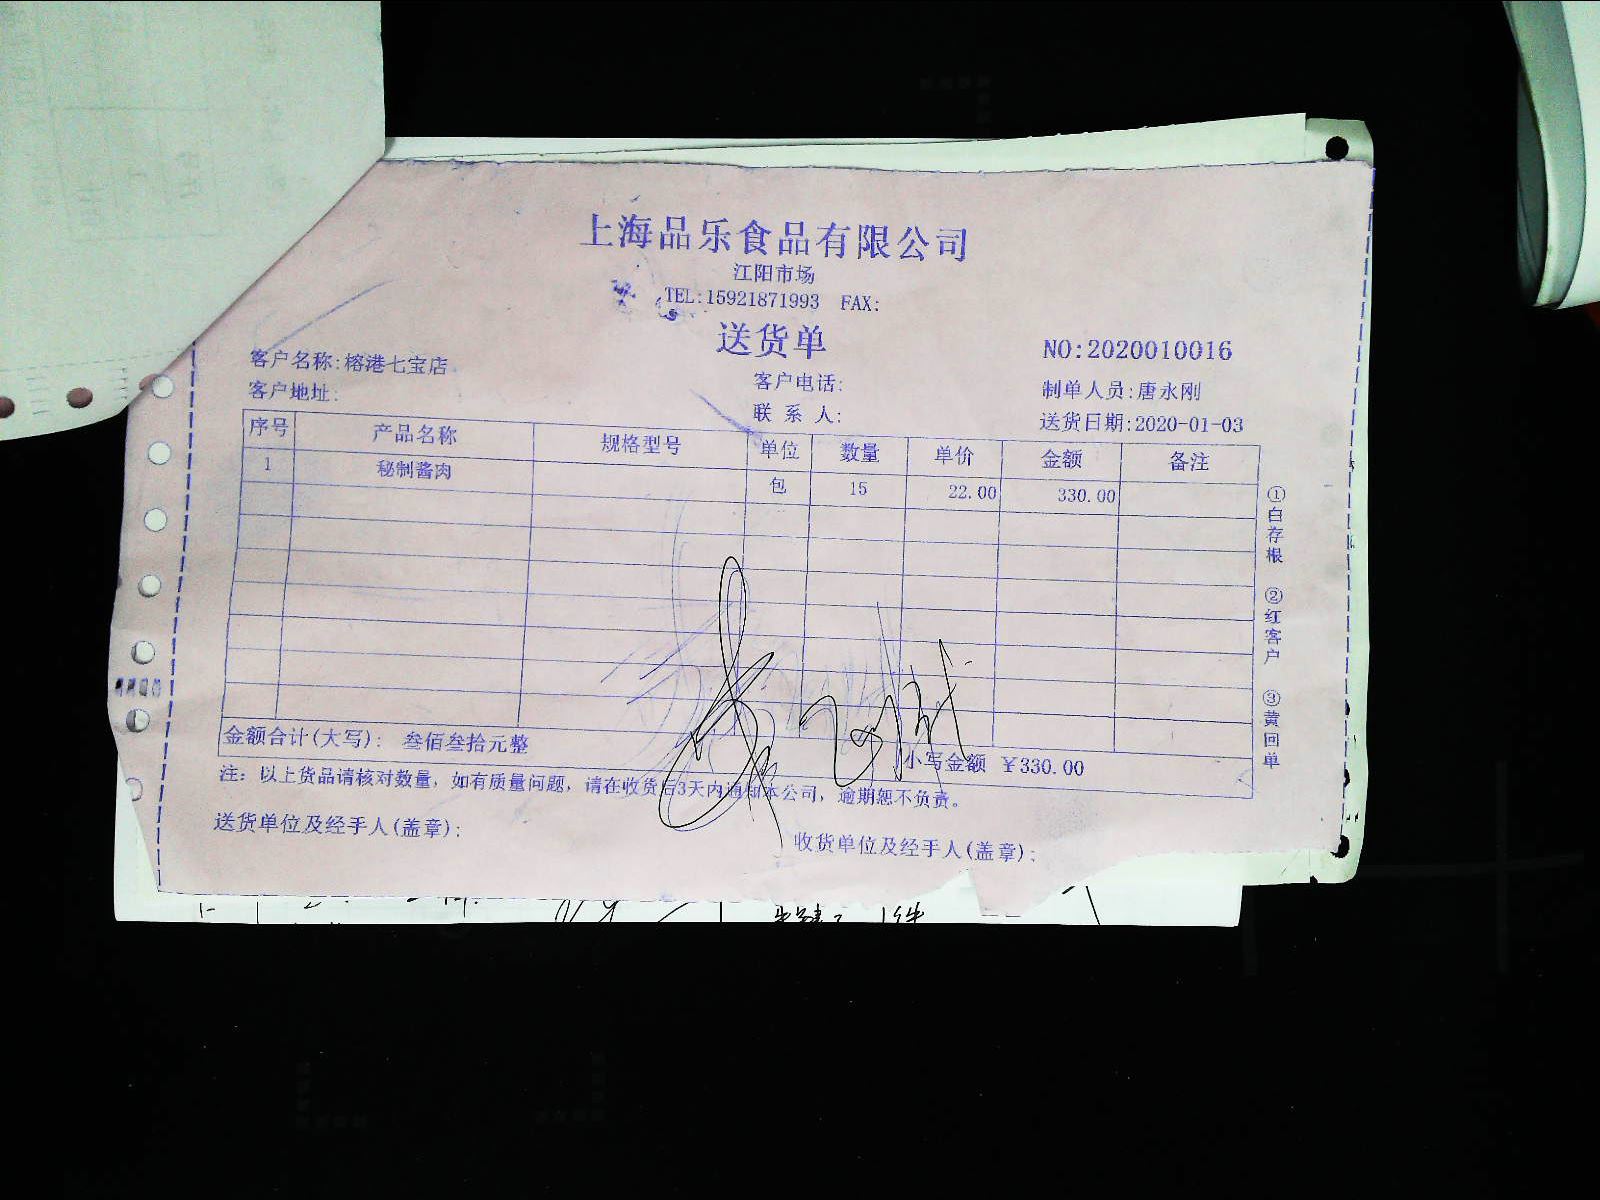 上海品乐食品有限公司
江阳市场
TEL:15921871993 FAX:
送货单
NO:2020010016
客户名称:榕港七宝店
客户电话:
制单人员:唐永刚
客户地址:
联系人:
送货日期:2020-01-03
序号 产品名称 规格型号 单位 数量 单价 金额 备注
1 秘制酱肉 包 15 22.00 330.00
①白存根 ②红客户 ③黄回单
金额合计(大写): 叁佰叁拾元整 小写金额 ¥330.00
注: 以上货品请核对数量, 如有质量问题, 请在收货后3天内通知本公司, 逾期恕不负责。
送货单位及经手人(盖章):
收货单位及经手人(盖章):